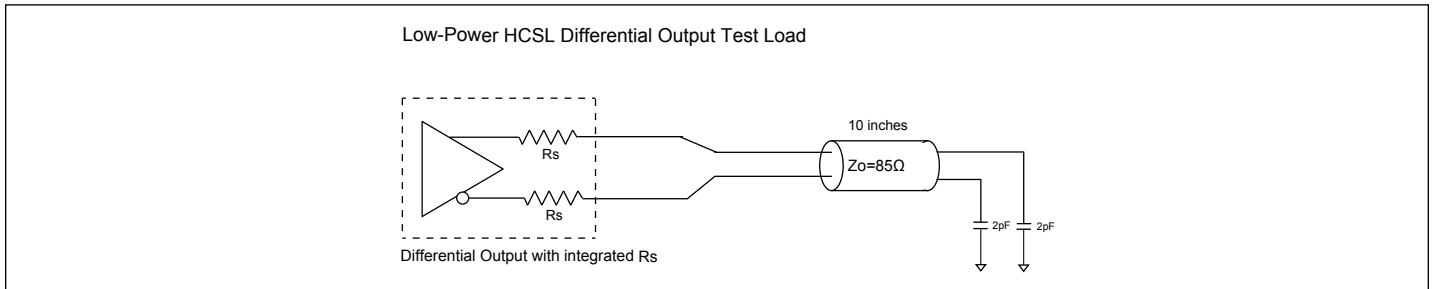 Low-Power HCSL Differential Output Test Load
10 inches
Rs
Zo=85Ω
Rs
2pF
2pF
Differential Output with integrated Rs